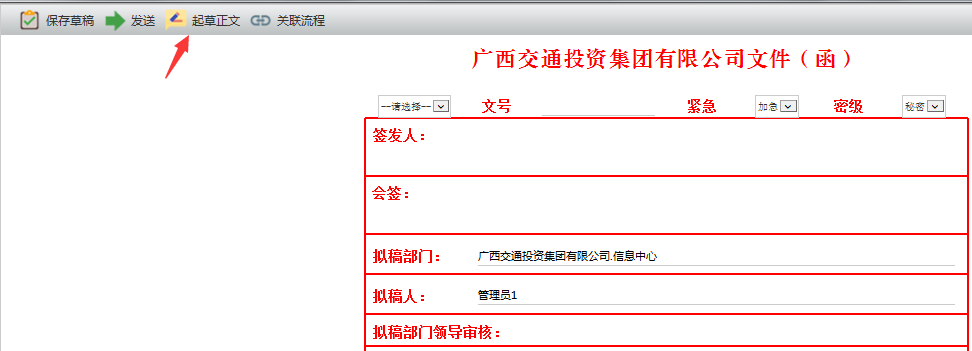 保存草稿 发送 起草正文 关联流程
广西交通投资集团有限公司文件（函）
--请选择-- 文号 紧急 加急 密级 秘密
签发人：
会签：
拟稿部门： 广西交通投资集团有限公司.信息中心
拟稿人： 管理员1
拟稿部门领导审核：